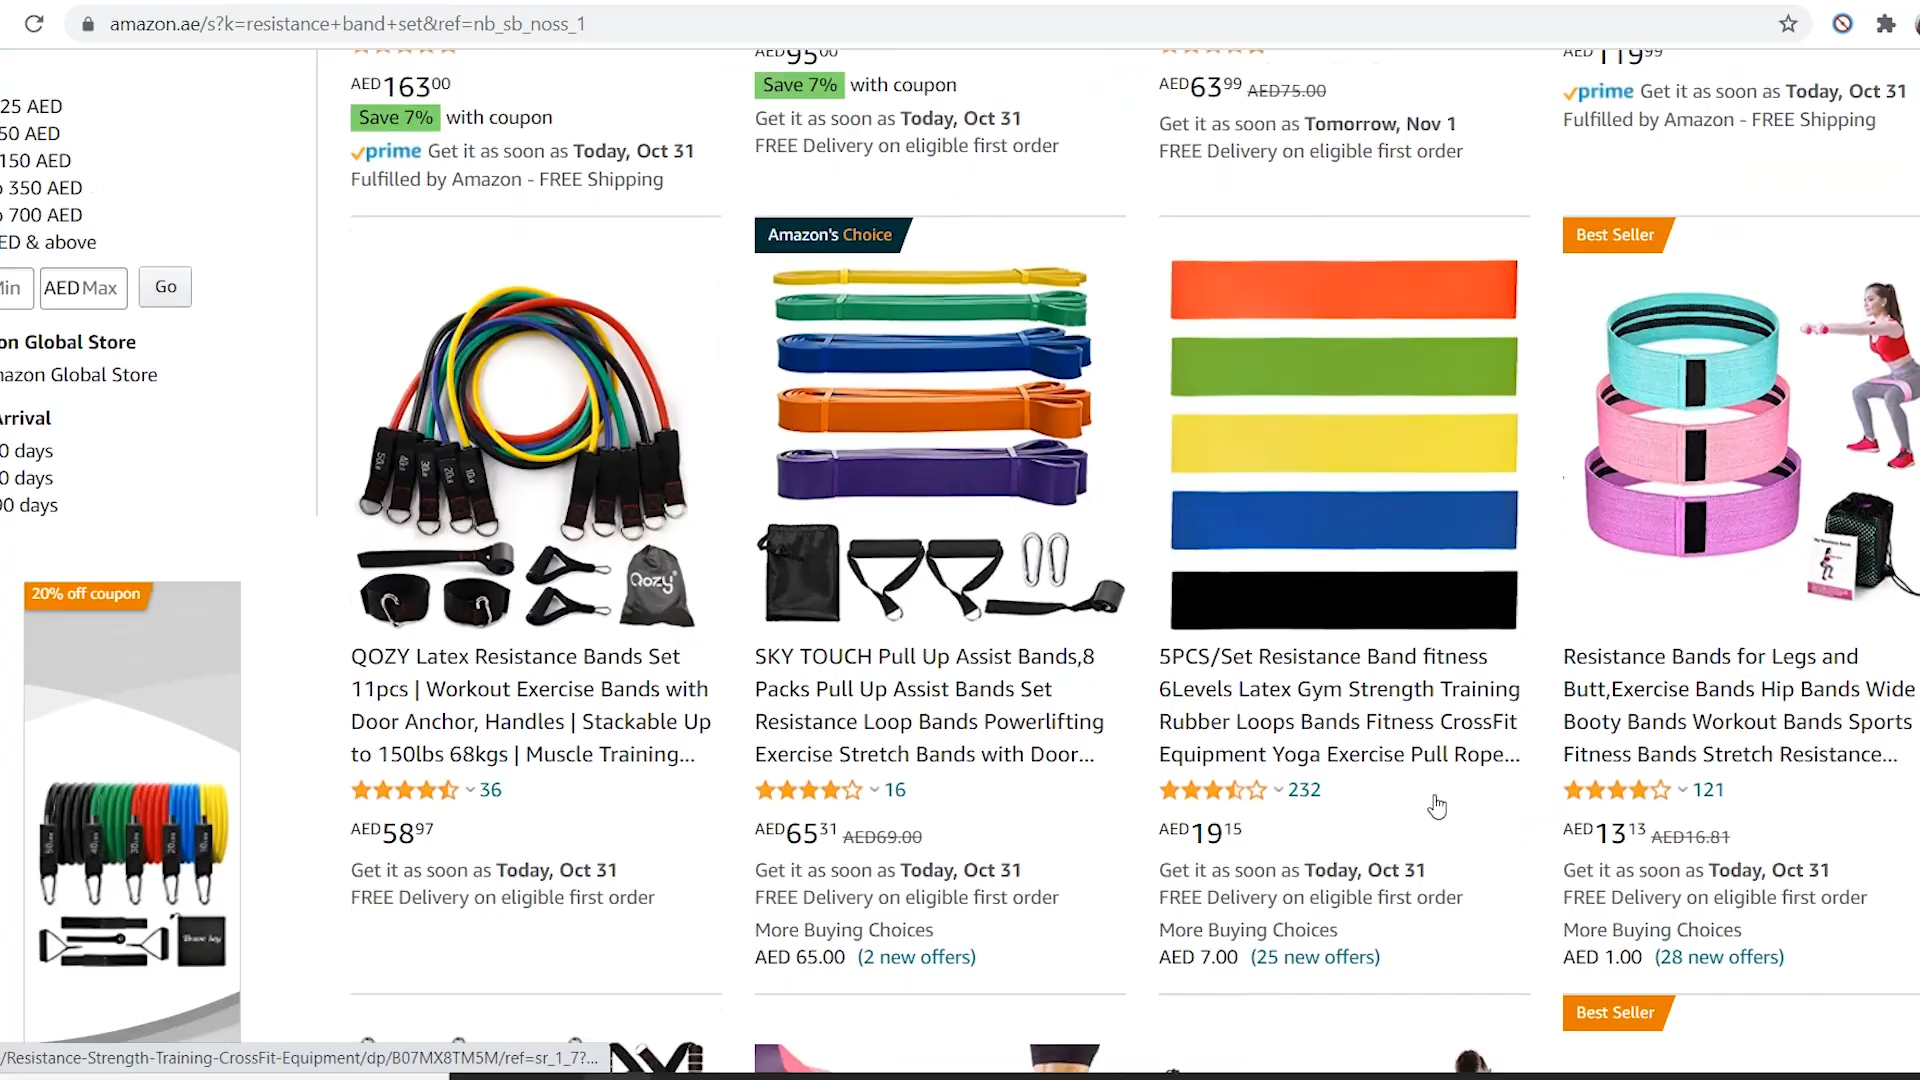 amazon.ae/s?k=resistance+band+set&ref=nb_sb_noss_1
25 AED
50 AED
150 AED
350 AED
700 AED
& above
AED Max
Go
Global Store
Global Store
0 days
0 days
90 days
20% off coupon
AED 163 00
Save 7% with coupon
prime Get it as soon as Today, Oct 31
Fulfilled by Amazon - FREE Shipping
AED 95 00
Save 7% with coupon
Get it as soon as Today, Oct 31
FREE Delivery on eligible first order
AED 63 99 AED75.00
Get it as soon as Tomorrow, Nov 1
FREE Delivery on eligible first order
AED 119 99
prime Get it as soon as Today, Oct 31
Fulfilled by Amazon - FREE Shipping
Qozy
QOZY Latex Resistance Bands Set
11pcs | Workout Exercise Bands with
Door Anchor, Handles | Stackable Up
to 150lbs 68kgs | Muscle Training...
36
AED 58 97
Get it as soon as Today, Oct 31
FREE Delivery on eligible first order
Amazon's Choice
SKY TOUCH Pull Up Assist Bands,8
Packs Pull Up Assist Bands Set
Resistance Loop Bands Powerlifting
Exercise Stretch Bands with Door...
16
AED 65 31 AED69.00
Get it as soon as Today, Oct 31
FREE Delivery on eligible first order
More Buying Choices
AED 65.00 (2 new offers)
5PCS/Set Resistance Band fitness
6Levels Latex Gym Strength Training
Rubber Loops Bands Fitness CrossFit
Equipment Yoga Exercise Pull Rope...
232
AED 19 15
Get it as soon as Today, Oct 31
FREE Delivery on eligible first order
More Buying Choices
AED 7.00 (25 new offers)
Best Seller
Resistance Bands for Legs and
Butt,Exercise Bands Hip Bands Wide
Booty Bands Workout Bands Sports
Fitness Bands Stretch Resistance...
121
AED 13 13 AED16.81
Get it as soon as Today, Oct 31
FREE Delivery on eligible first order
More Buying Choices
AED 1.00 (28 new offers)
Best Seller
/Resistance-Strength-Training-CrossFit-Equipment/dp/B07MX8TM5M/ref=sr_1_7?...